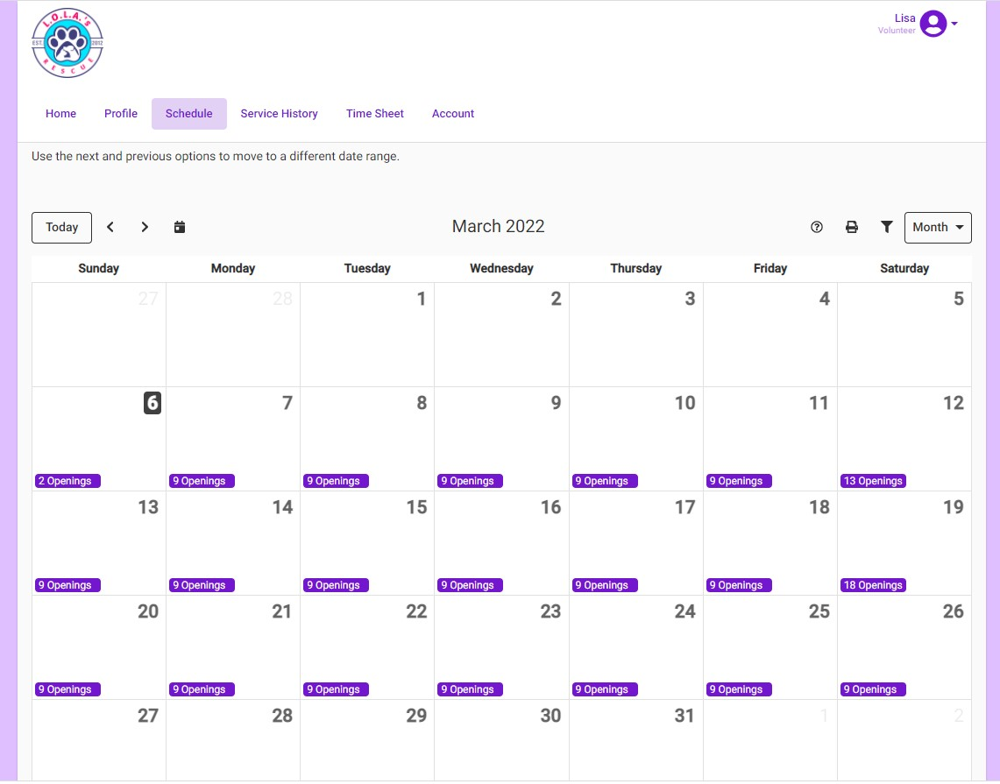 L.O.L.A.'s
EST. 2012
RESCUE
Lisa
Volunteer
Home Profile Schedule Service History Time Sheet Account
Use the next and previous options to move to a different date range.
Today March 2022 Month
Sunday Monday Tuesday Wednesday Thursday Friday Saturday
27 28 1 2 3 4 5
6 7 8 9 10 11 12
2 Openings 9 Openings 9 Openings 9 Openings 9 Openings 9 Openings 13 Openings
13 14 15 16 17 18 19
9 Openings 9 Openings 9 Openings 9 Openings 9 Openings 9 Openings 18 Openings
20 21 22 23 24 25 26
9 Openings 9 Openings 9 Openings 9 Openings 9 Openings 9 Openings 9 Openings
27 28 29 30 31 1 2